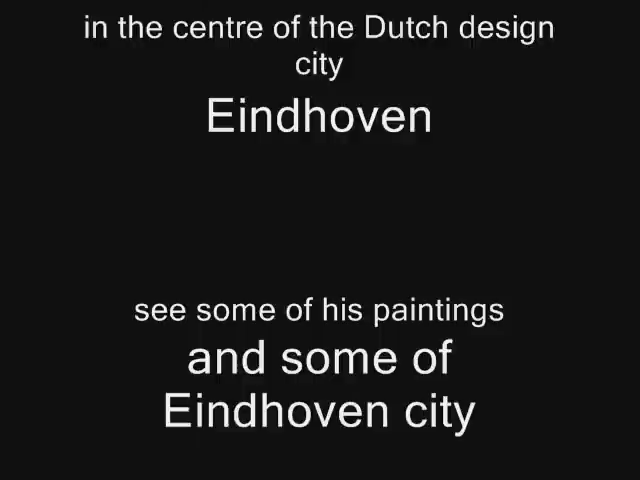 in the centre of the Dutch design
city
Eindhoven
see some of his paintings
and some of
Eindhoven city